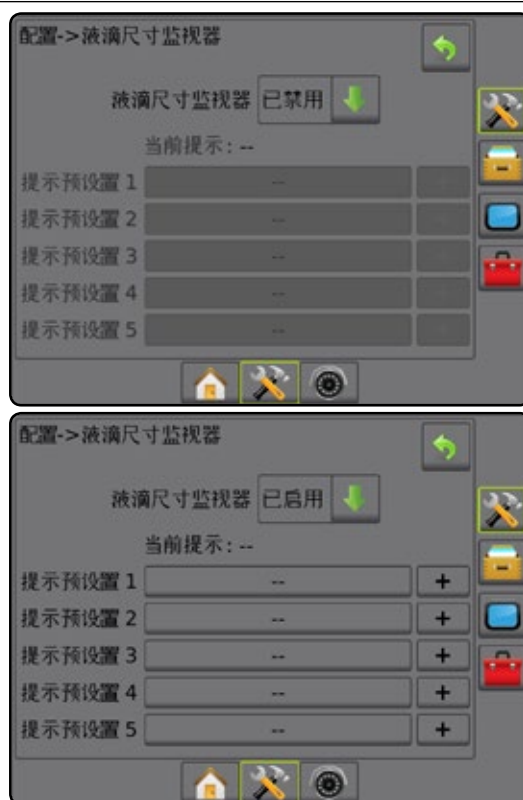 配置->液滴尺寸监视器
液滴尺寸监视器 已禁用
当前提示: --
提示预设置 1 --
提示预设置 2 --
提示预设置 3 --
提示预设置 4 --
提示预设置 5 --
配置->液滴尺寸监视器
液滴尺寸监视器 已启用
当前提示: --
提示预设置 1 -- +
提示预设置 2 -- +
提示预设置 3 -- +
提示预设置 4 -- +
提示预设置 5 -- +